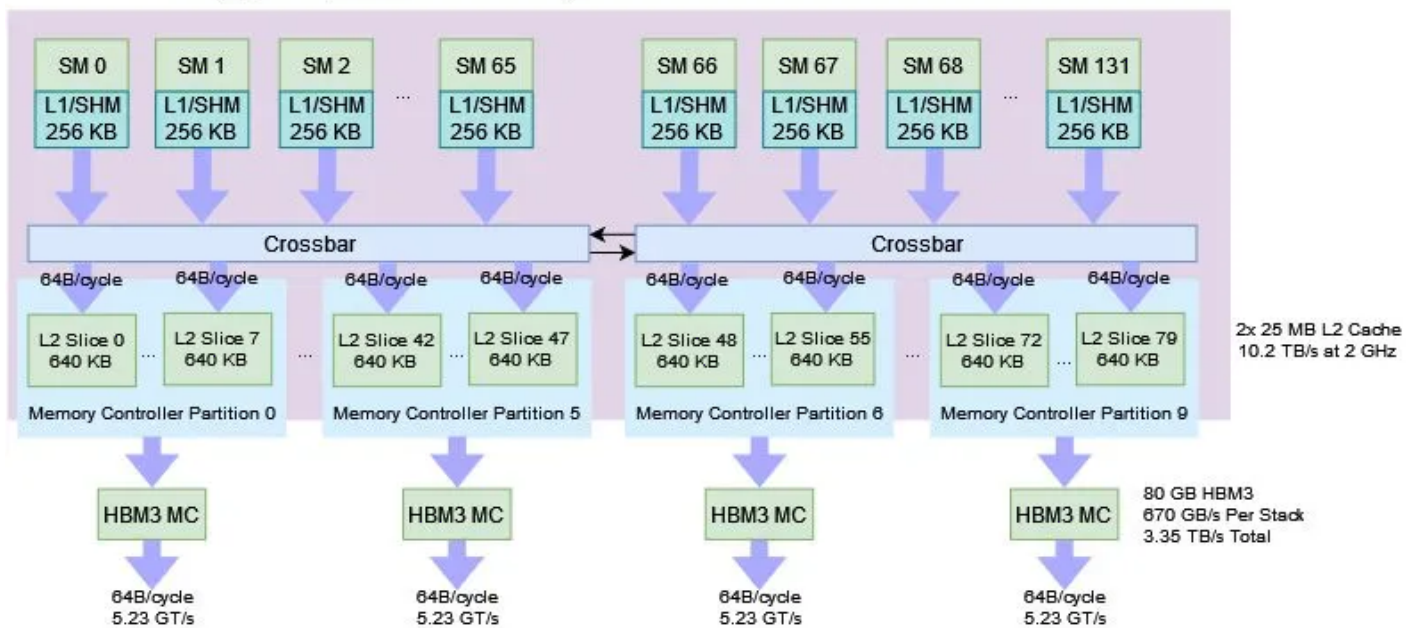 SM 0
SM 1
SM 2
SM 65
SM 66
SM 67
SM 68
SM 131
...
...
L1/SHM
256 KB
L1/SHM
256 KB
L1/SHM
256 KB
L1/SHM
256 KB
L1/SHM
256 KB
L1/SHM
256 KB
L1/SHM
256 KB
L1/SHM
256 KB
Crossbar
Crossbar
64B/cycle
64B/cycle
64B/cycle
64B/cycle
64B/cycle
64B/cycle
64B/cycle
64B/cycle
L2 Slice 0
640 KB
...
L2 Slice 7
640 KB
...
L2 Slice 42
640 KB
...
L2 Slice 47
640 KB
L2 Slice 48
640 KB
...
L2 Slice 55
640 KB
...
L2 Slice 72
640 KB
...
L2 Slice 79
640 KB
2x 25 MB L2 Cache
10.2 TB/s at 2 GHz
Memory Controller Partition 0
Memory Controller Partition 5
Memory Controller Partition 6
Memory Controller Partition 9
HBM3 MC
HBM3 MC
HBM3 MC
HBM3 MC
80 GB HBM3
670 GB/s Per Stack
3.35 TB/s Total
64B/cycle
5.23 GT/s
64B/cycle
5.23 GT/s
64B/cycle
5.23 GT/s
64B/cycle
5.23 GT/s